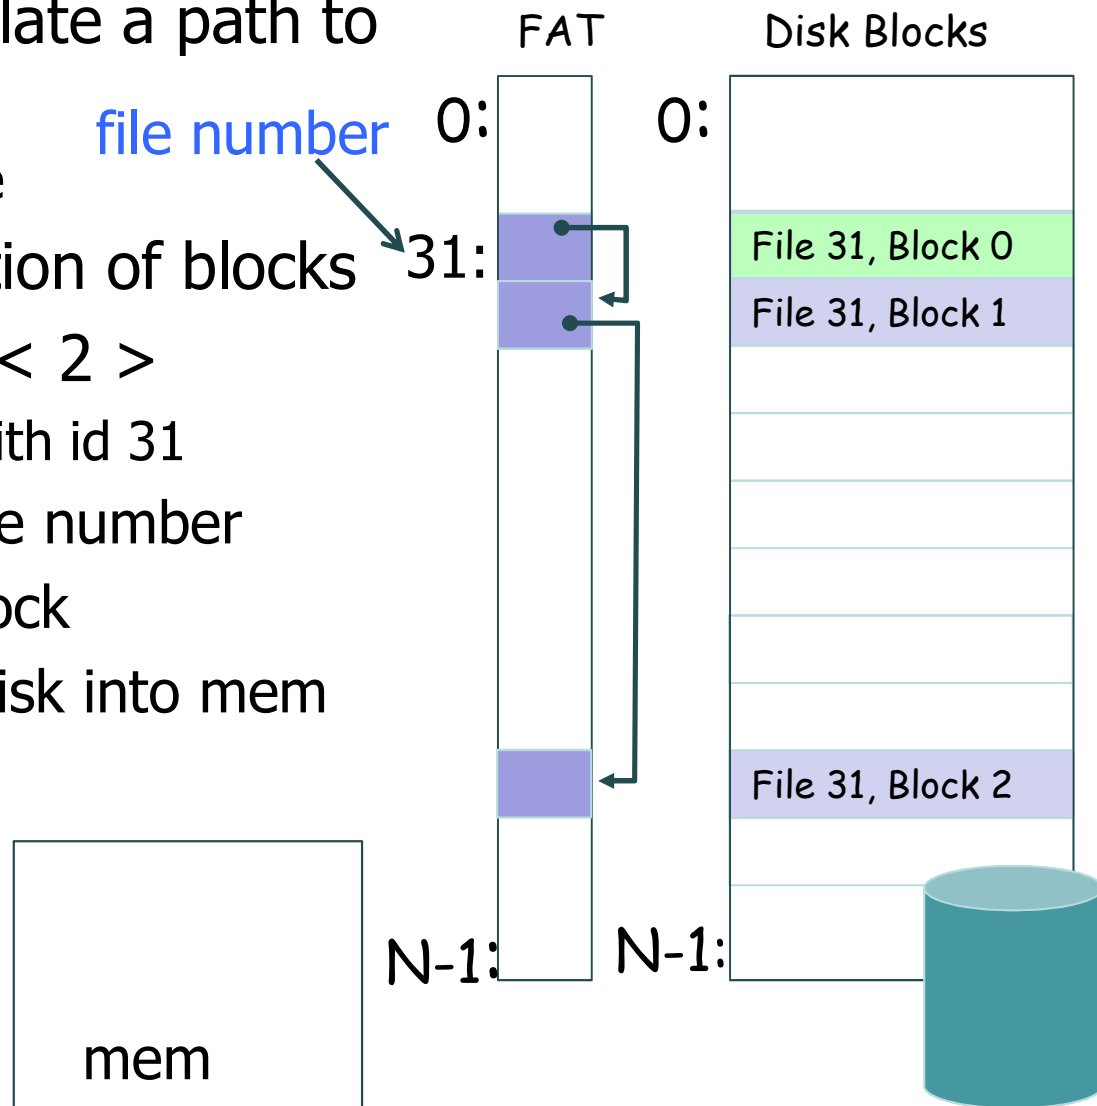 late a path to
file number
e
tion of blocks
< 2 >
ith id 31
e number
ock
isk into mem
mem
FAT
0:
31:
N-1:
Disk Blocks
0:
File 31, Block 0
File 31, Block 1
File 31, Block 2
N-1: